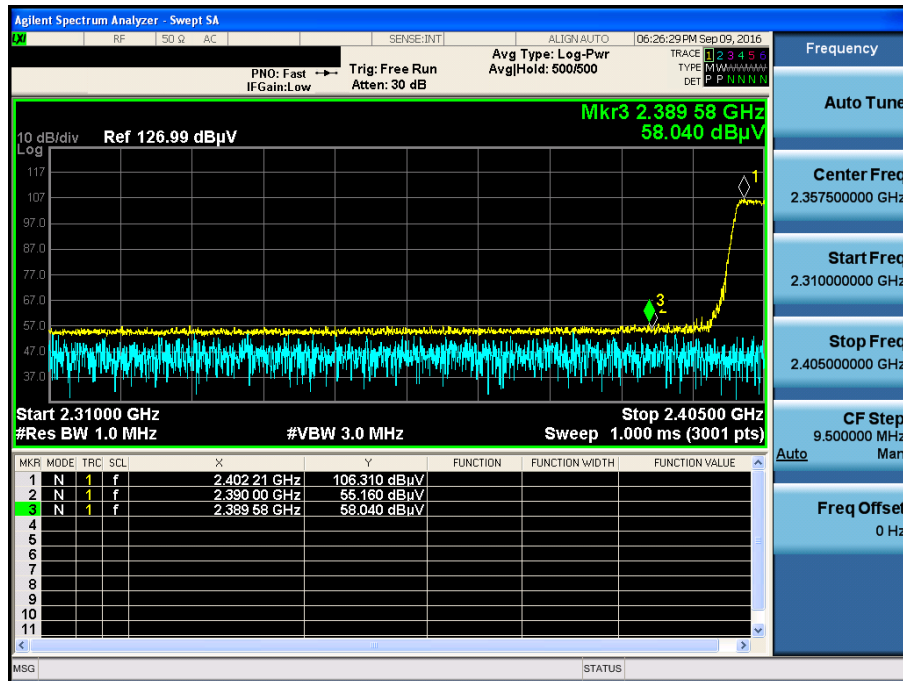 Agilent Spectrum Analyzer - Swept SA
LXI RF 50 Ω AC SENSE:INT ALIGN AUTO 06:26:29 PM Sep 09, 2016
PNO: Fast Trig: Free Run Avg Type: Log-Pwr TRACE 1 2 3 4 5 6
IFGain:Low Atten: 30 dB Avg|Hold: 500/500 TYPE MWWWWW
DET P P N N N N
Mkr3 2.389 58 GHz
58.040 dBµV
10 dB/div Ref 126.99 dBµV
Log
117
107
97.0
87.0
77.0
67.0
57.0
47.0
37.0
1
3
2
Start 2.31000 GHz Stop 2.40500 GHz
#Res BW 1.0 MHz #VBW 3.0 MHz Sweep 1.000 ms (3001 pts)
MKR MODE TRC SCL X Y FUNCTION FUNCTION WIDTH FUNCTION VALUE
1 N 1 f 2.402 21 GHz 106.310 dBµV
2 N 1 f 2.390 00 GHz 55.160 dBµV
3 N 1 f 2.389 58 GHz 58.040 dBµV
4
5
6
7
8
9
10
11
MSG STATUS
Frequency
Auto Tune
Center Freq
2.357500000 GHz
Start Freq
2.310000000 GHz
Stop Freq
2.405000000 GHz
CF Step
9.500000 MHz
Auto Man
Freq Offset
0 Hz